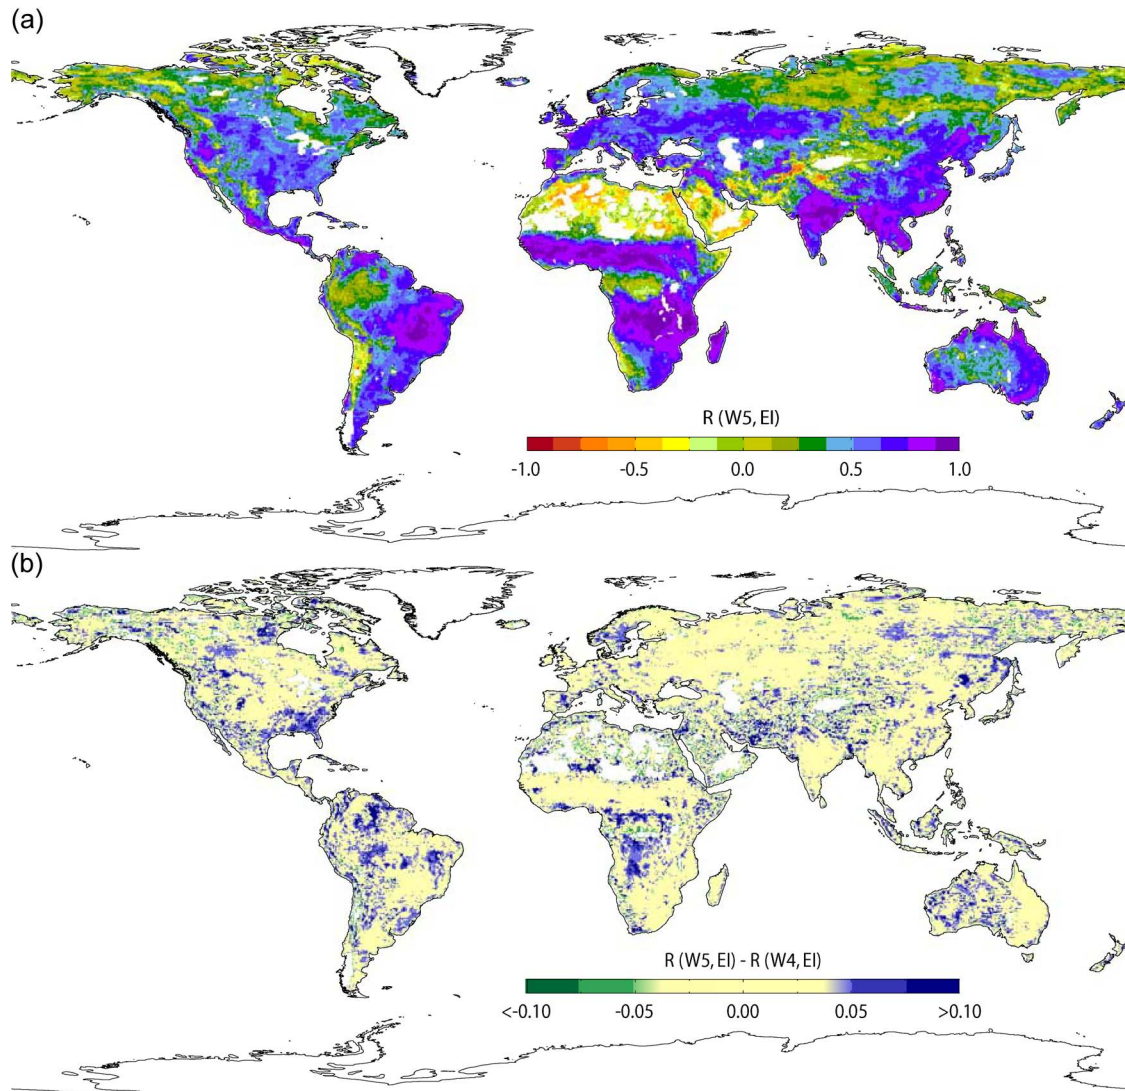 (a)
R (W5, EI)
-1.0 -0.5 0.0 0.5 1.0
(b)
R (W5, EI) - R (W4, EI)
<-0.10 -0.05 0.00 0.05 >0.10